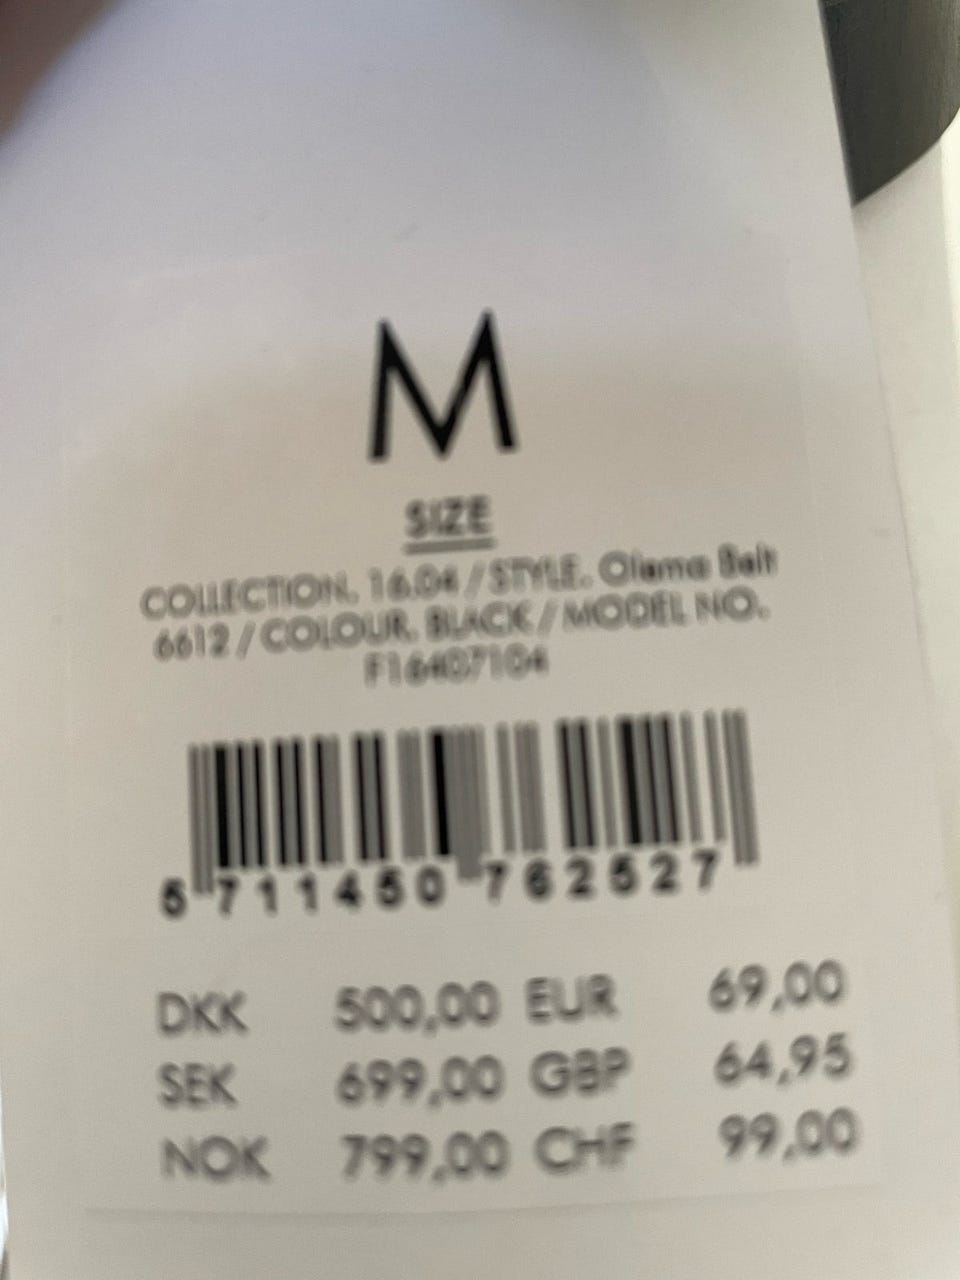 M
SIZE
COLLECTION. 16.04 / STYLE. Olama Belt
6612 / COLOUR. BLACK / MODEL NO.
F16407104
5 711450 762527
DKK 500,00 EUR 69,00
SEK 699,00 GBP 64,95
NOK 799,00 CHF 99,00